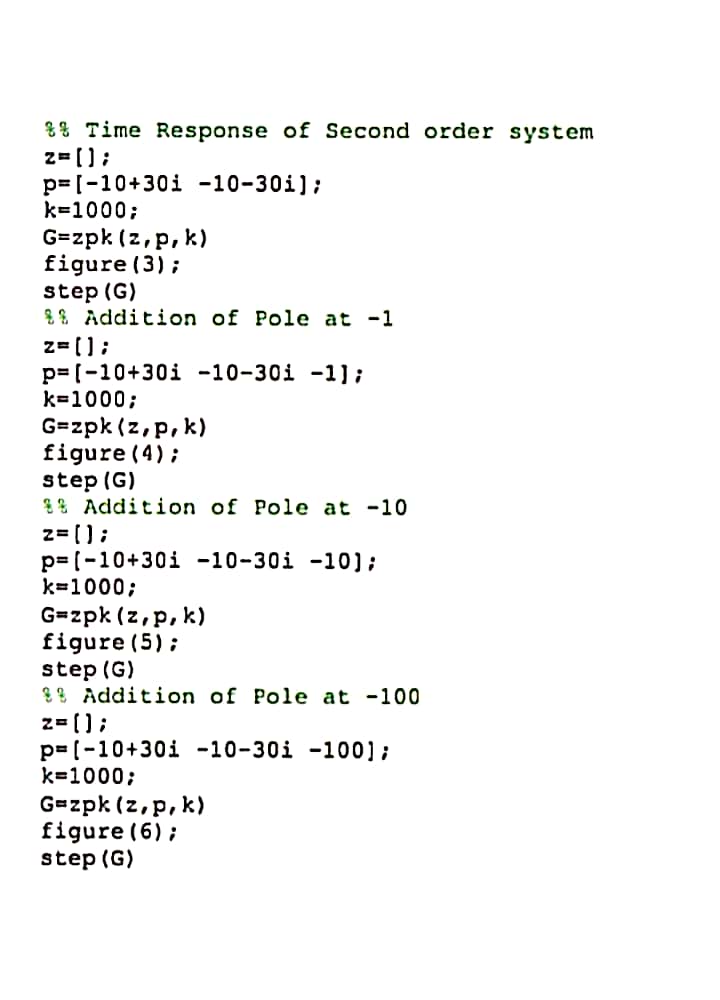 %% Time Response of Second order system
z=[];
p=[-10+30i -10-30i];
k=1000;
G=zpk(z,p,k)
figure(3);
step(G)
%% Addition of Pole at -1
z=[];
p=[-10+30i -10-30i -1];
k=1000;
G=zpk(z,p,k)
figure(4);
step(G)
%% Addition of Pole at -10
z=[];
p=[-10+30i -10-30i -10];
k=1000;
G=zpk(z,p,k)
figure(5);
step(G)
%% Addition of Pole at -100
z=[];
p=[-10+30i -10-30i -100];
k=1000;
G=zpk(z,p,k)
figure(6);
step(G)